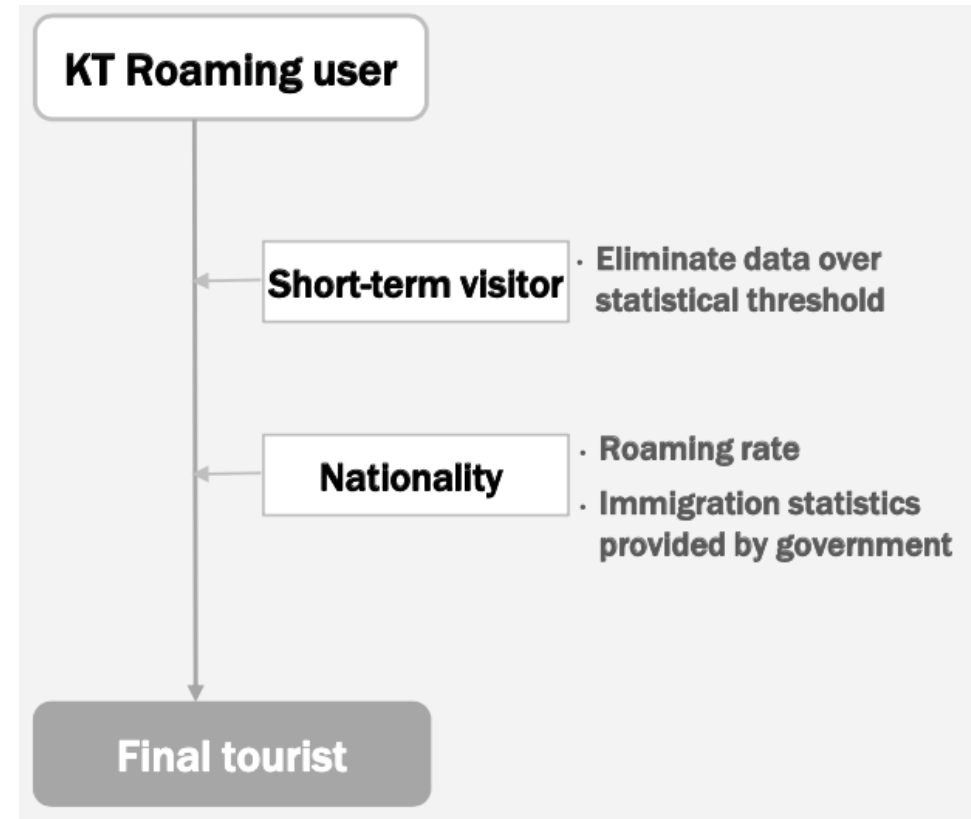 KT Roaming user
Short-term visitor
· Eliminate data over
statistical threshold
Nationality
· Roaming rate
· Immigration statistics
provided by government
Final tourist